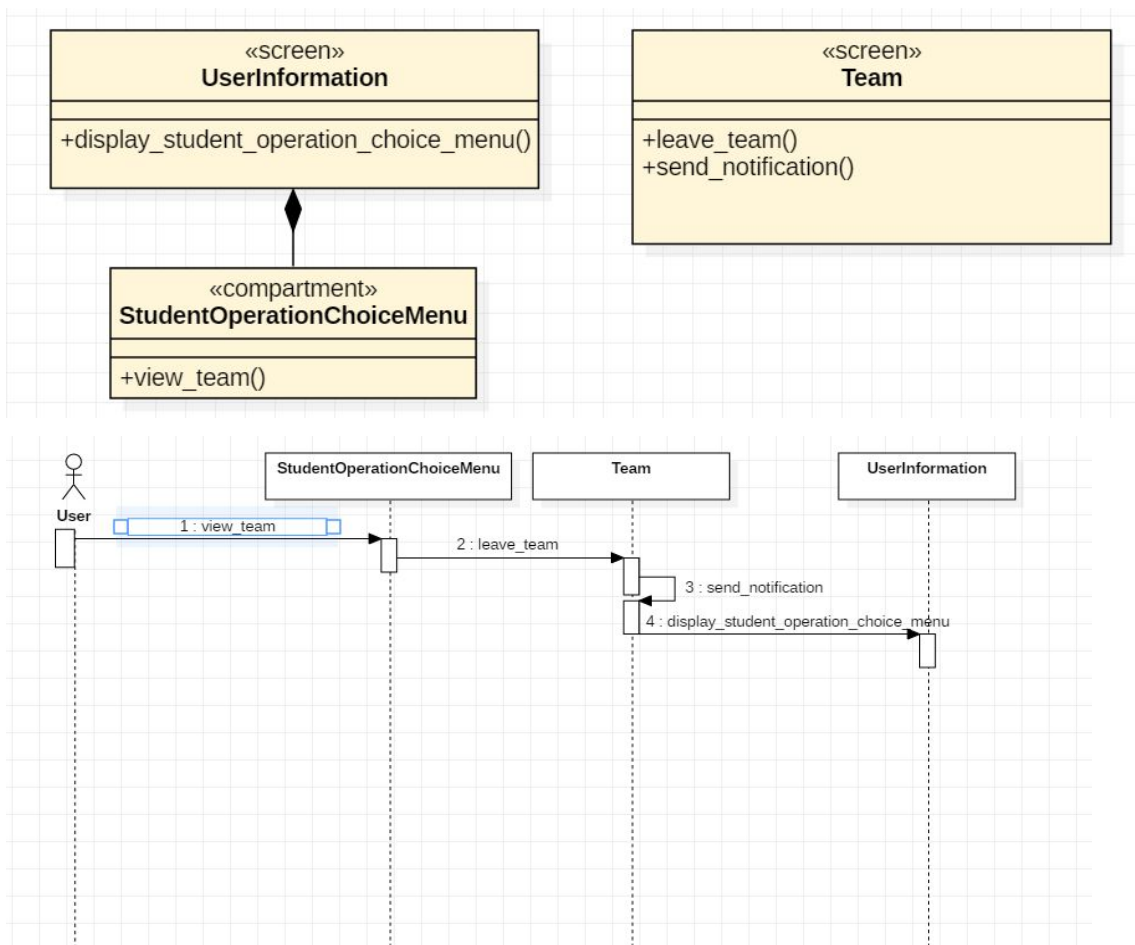 «screen»
UserInformation
+display_student_operation_choice_menu()
«screen»
Team
+leave_team()
+send_notification()
«compartment»
StudentOperationChoiceMenu
+view_team()
User
StudentOperationChoiceMenu
Team
UserInformation
1 : view_team
2 : leave_team
3 : send_notification
4 : display_student_operation_choice_menu